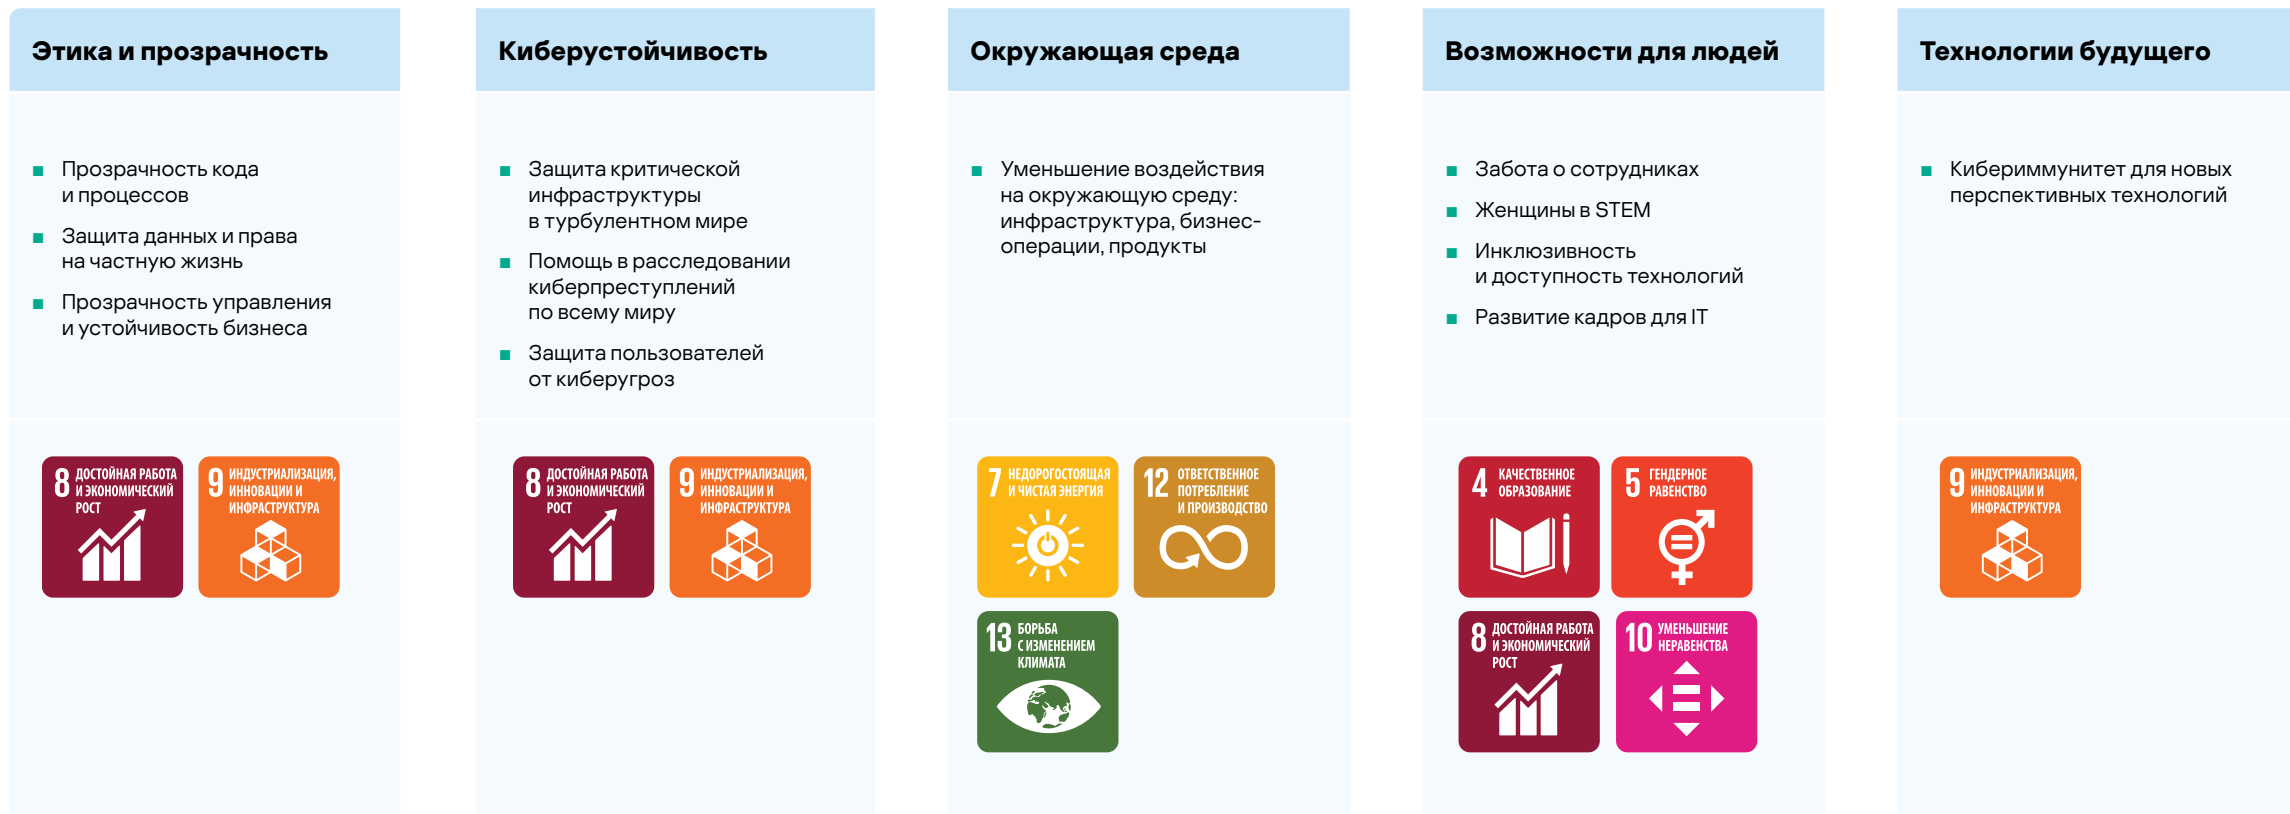 Этика и прозрачность
Прозрачность кода
и процессов
Защита данных и права
на частную жизнь
Прозрачность управления
и устойчивость бизнеса
8 ДОСТОЙНАЯ РАБОТА
И ЭКОНОМИЧЕСКИЙ
РОСТ
9 ИНДУСТРИАЛИЗАЦИЯ,
ИННОВАЦИИ И
ИНФРАСТРУКТУРА
Киберустойчивость
Защита критической
инфраструктуры
в турбулентном мире
Помощь в расследовании
киберпреступлений
по всему миру
Защита пользователей
от киберугроз
8 ДОСТОЙНАЯ РАБОТА
И ЭКОНОМИЧЕСКИЙ
РОСТ
9 ИНДУСТРИАЛИЗАЦИЯ,
ИННОВАЦИИ И
ИНФРАСТРУКТУРА
Окружающая среда
Уменьшение воздействия
на окружающую среду:
инфраструктура, бизнес-
операции, продукты
7 НЕДОРОГОСТОЯЩАЯ
И ЧИСТАЯ ЭНЕРГИЯ
12 ОТВЕТСТВЕННОЕ
ПОТРЕБЛЕНИЕ
И ПРОИЗВОДСТВО
13 БОРЬБА
С ИЗМЕНЕНИЕМ
КЛИМАТА
Возможности для людей
Забота о сотрудниках
Женщины в STEM
Инклюзивность
и доступность технологий
Развитие кадров для IT
4 КАЧЕСТВЕННОЕ
ОБРАЗОВАНИЕ
5 ГЕНДЕРНОЕ
РАВЕНСТВО
8 ДОСТОЙНАЯ РАБОТА
И ЭКОНОМИЧЕСКИЙ
РОСТ
10 УМЕНЬШЕНИЕ
НЕРАВЕНСТВА
Технологии будущего
Кибериммунитет для новых
перспективных технологий
9 ИНДУСТРИАЛИЗАЦИЯ,
ИННОВАЦИИ И
ИНФРАСТРУКТУРА